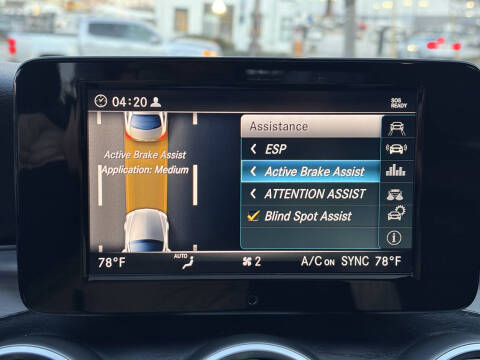 04:20
SOS
READY
Assistance
ESP
Active Brake Assist
ATTENTION ASSIST
Blind Spot Assist
Active Brake Assist
Application: Medium
78°F
AUTO
2
A/C ON
SYNC
78°F